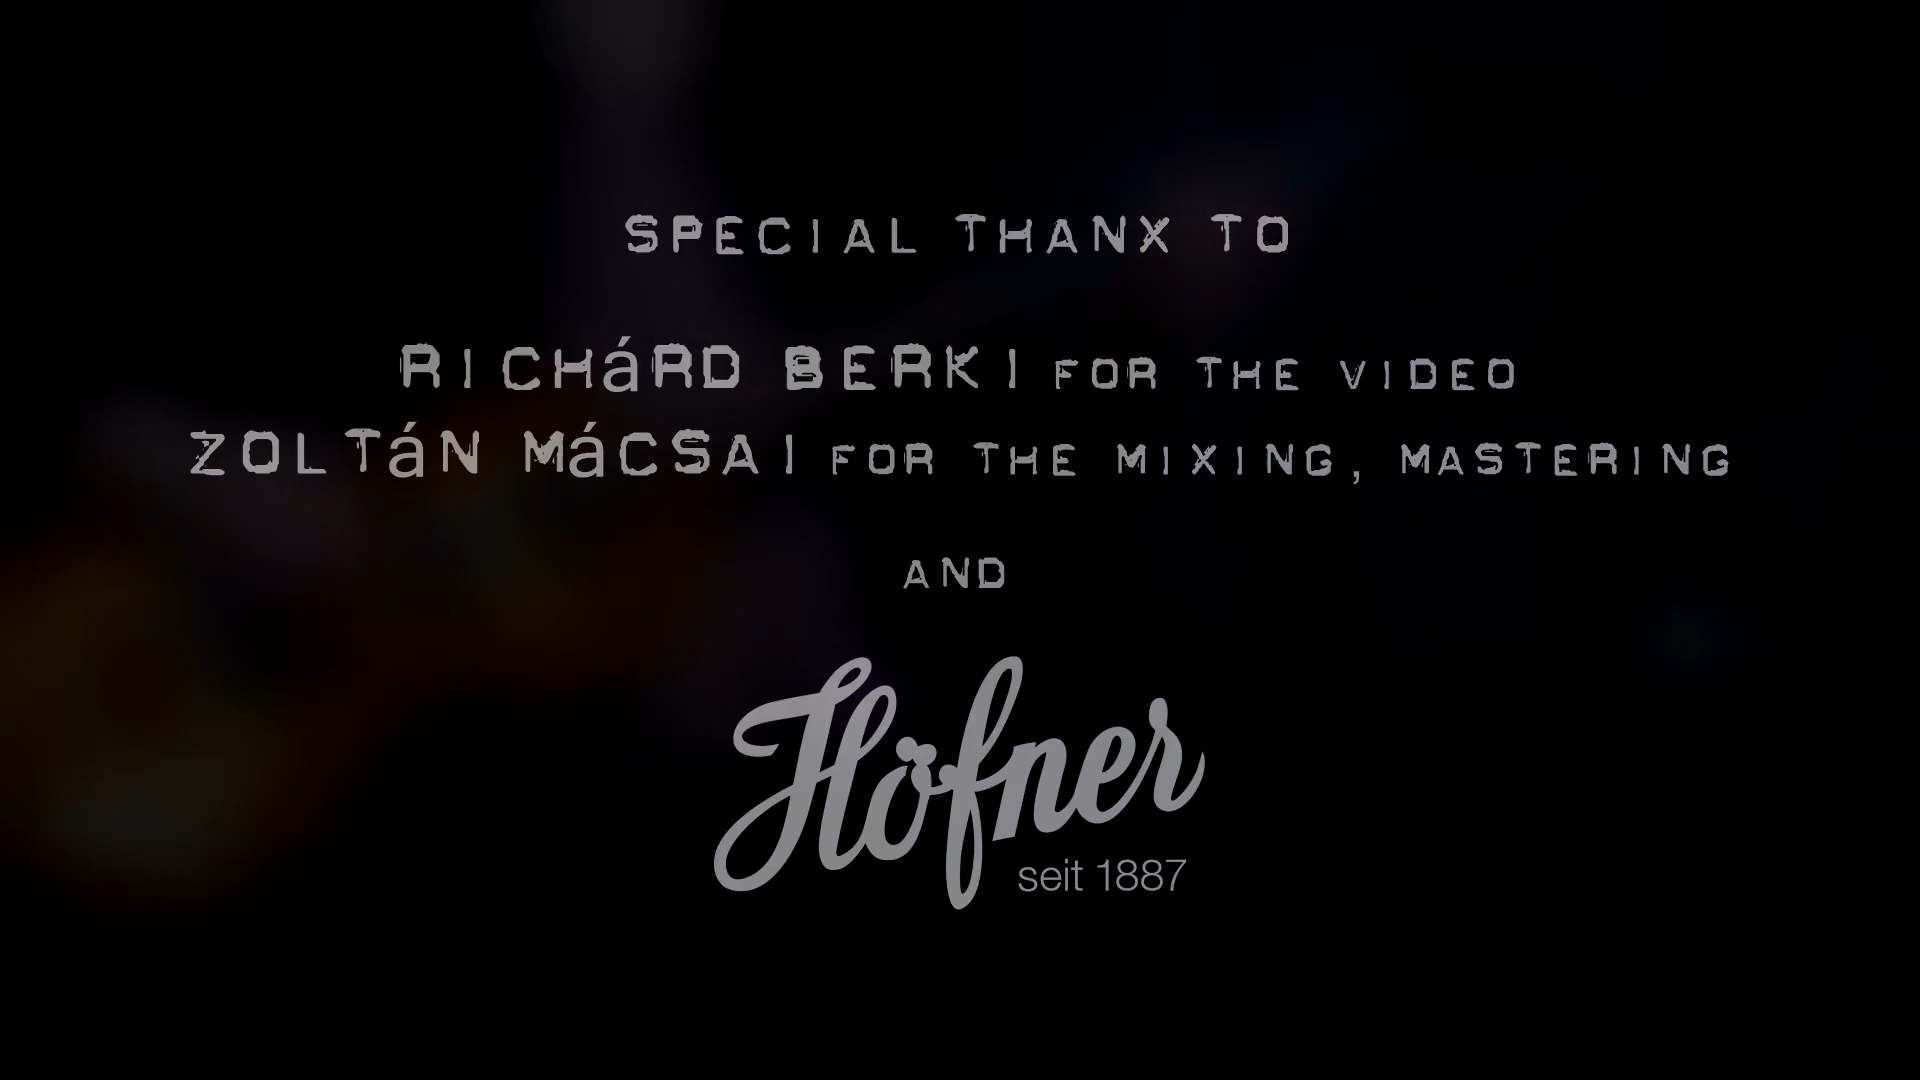 SPECIAL THANX TO
RICHáRD BERKI FOR THE VIDEO
ZOLTáN MáCSAI FOR THE MIXING, MASTERING
AND
Höfner
seit 1887